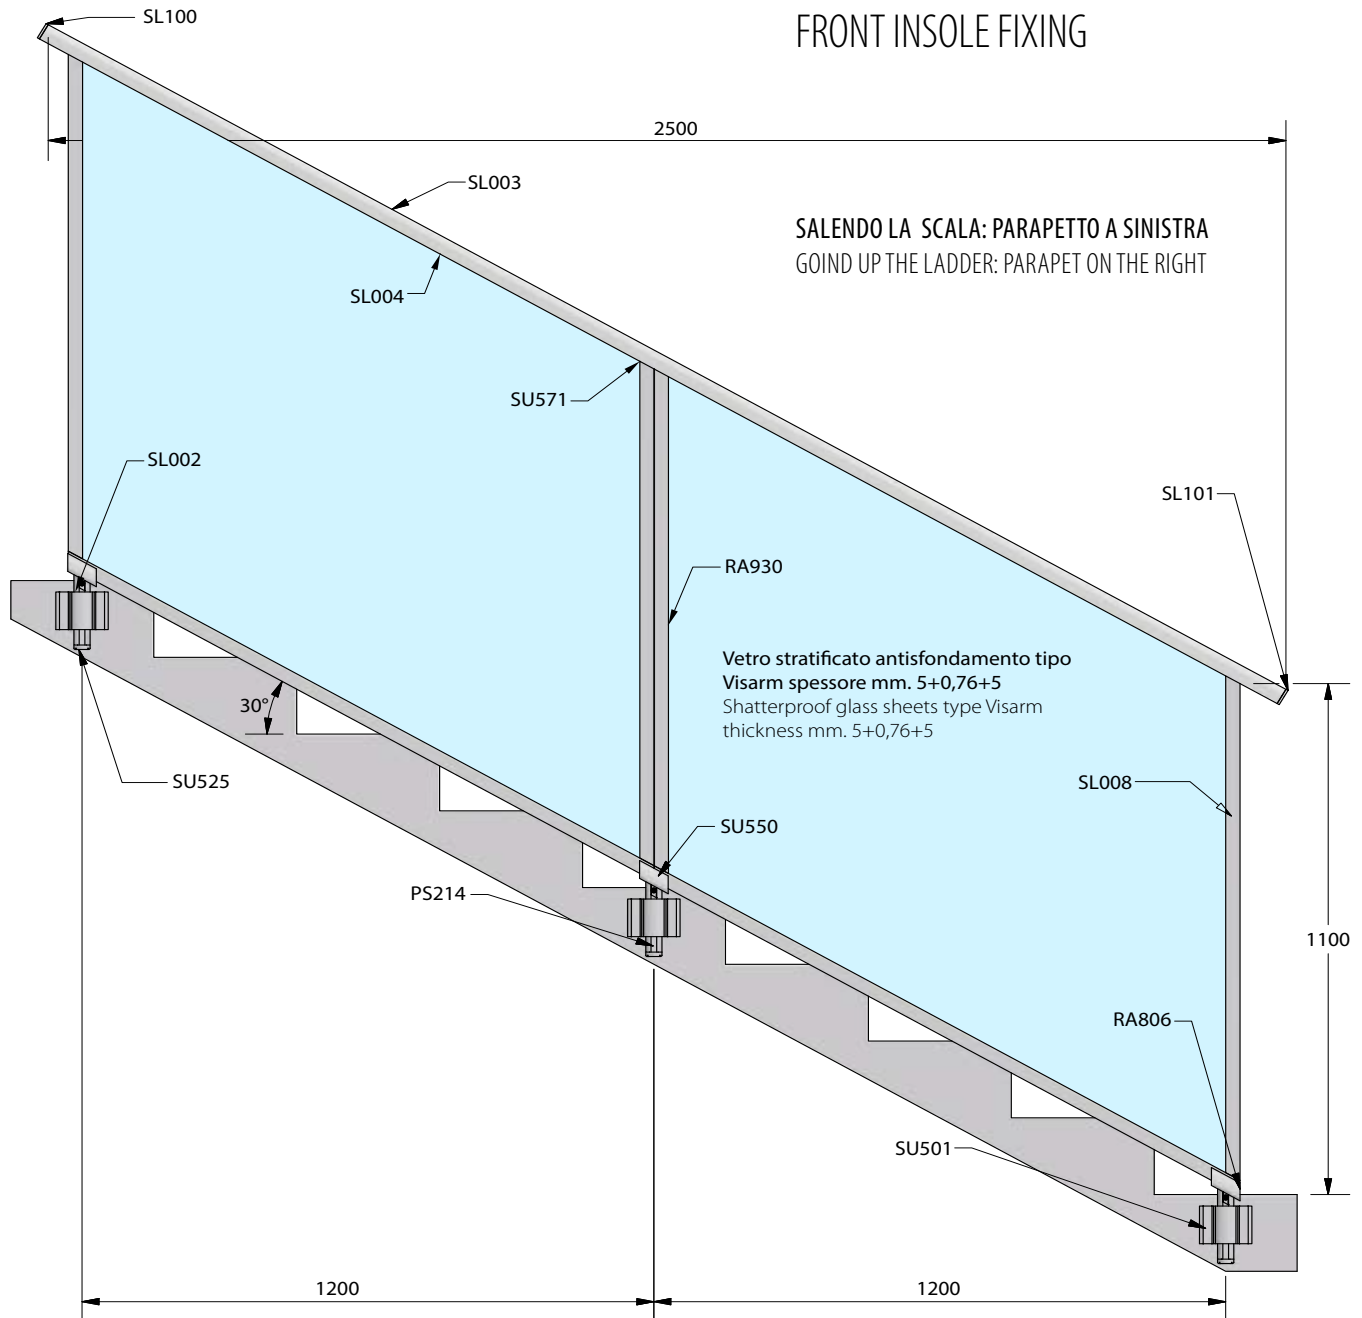 SL100
FRONT INSOLE FIXING
2500
SL003
SALENDO LA SCALA: PARAPETTO A SINISTRA
GOIND UP THE LADDER: PARAPET ON THE RIGHT
SL004
SU571
SL002
SL101
RA930
Vetro stratificato antisfondamento tipo
Visarm spessore mm. 5+0,76+5
Shatterproof glass sheets type Visarm
thickness mm. 5+0,76+5
30°
SU525
SL008
SU550
PS214
1100
RA806
SU501
1200
1200